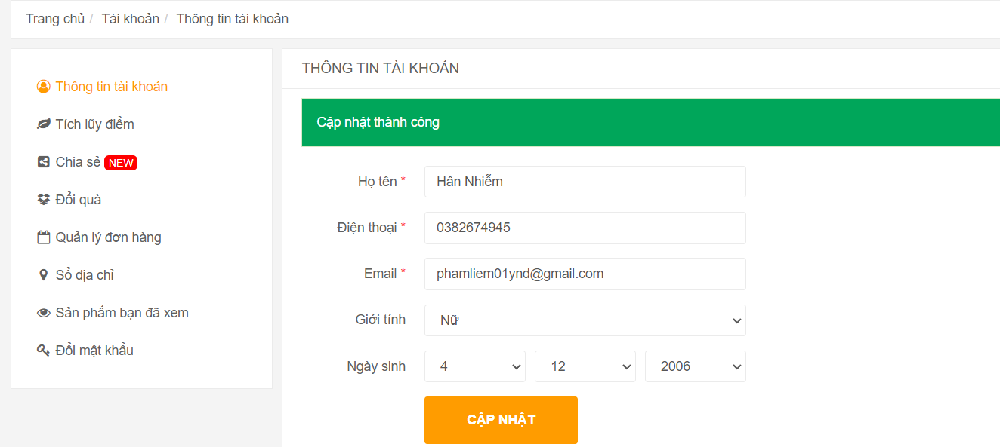 Trang chủ / Tài khoản / Thông tin tài khoản
Thông tin tài khoản
Tích lũy điểm
Chia sẻ NEW
Đổi quà
Quản lý đơn hàng
Sổ địa chỉ
Sản phẩm bạn đã xem
Đổi mật khẩu
THÔNG TIN TÀI KHOẢN
Cập nhật thành công
Họ tên * Hân Nhiễm
Điện thoại * 0382674945
Email * phamliem01ynd@gmail.com
Giới tính Nữ
Ngày sinh 4 12 2006
CẬP NHẬT